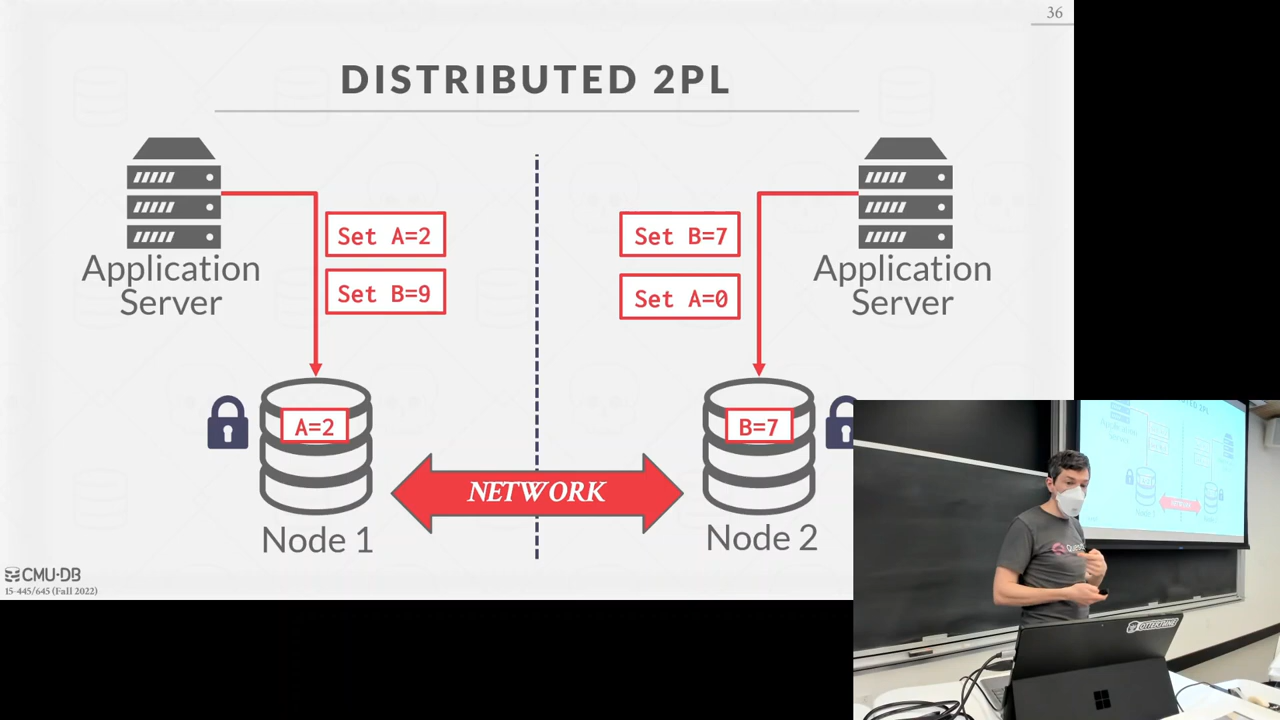 36
DISTRIBUTED 2PL
Application
Server
Set A=2
Set B=9
Set B=7
Set A=0
Application
Server
A=2
B=7
NETWORK
Node 1
Node 2
CMU·DB
15-445/645 (Fall 2022)